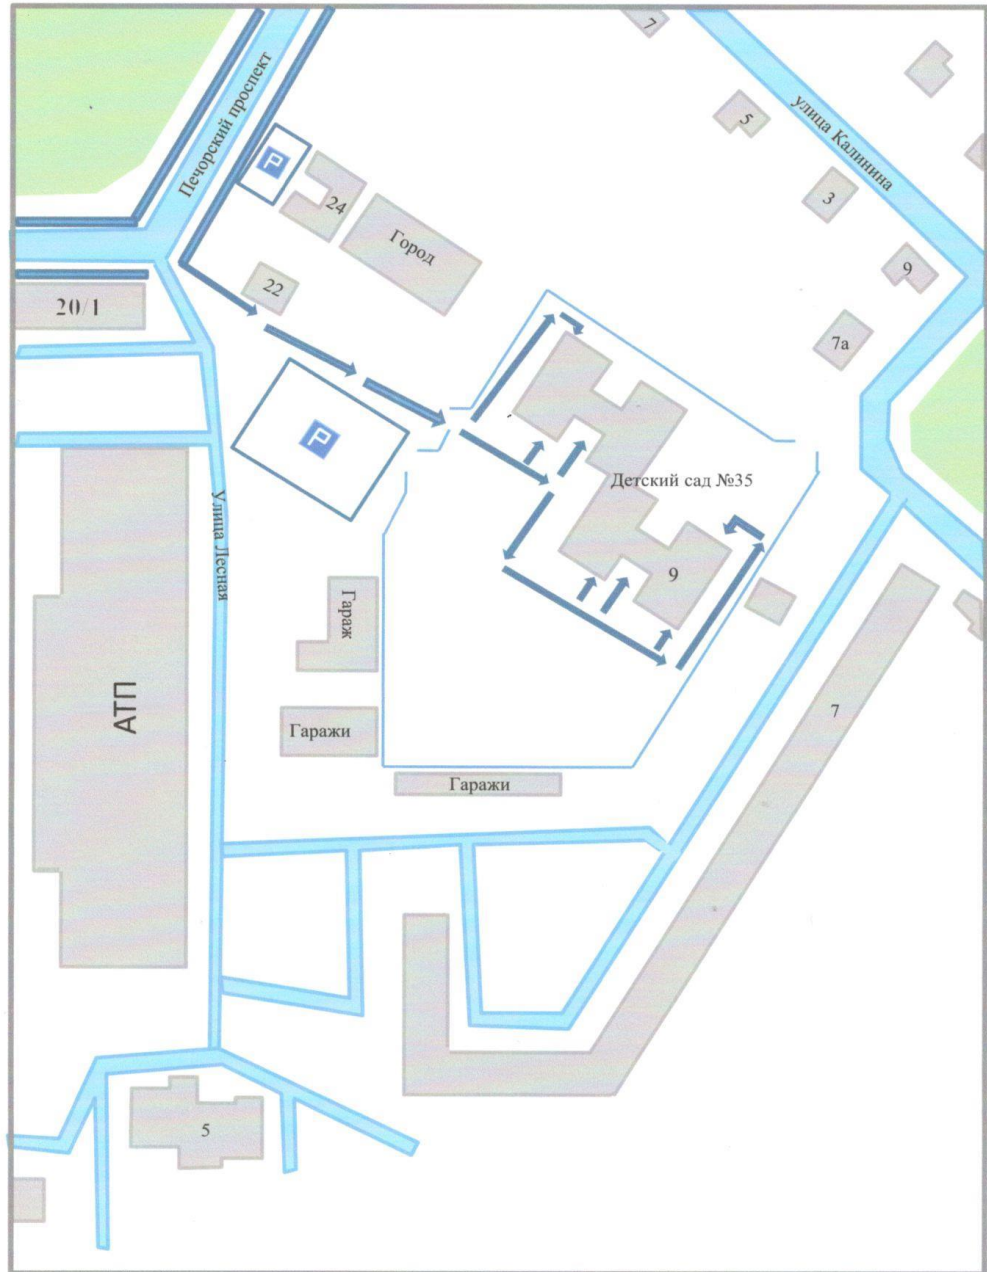 7
улица Калинина
5
Печорский проспект
P
24
3
Город
22
9
20/1
7а
P
Детский сад №35
Улица Лесная
9
Гараж
АТП
7
Гаражи
Гаражи
5